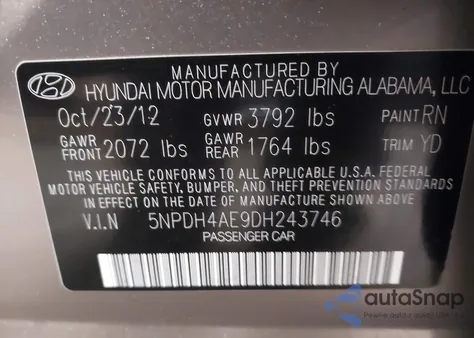 MANUFACTURED BY
HYUNDAI MOTOR MANUFACTURING ALABAMA, LLC
Oct/23/12 GVWR 3792 lbs PAINT RN
GAWR FRONT 2072 lbs GAWR REAR 1764 lbs TRIM YD
THIS VEHICLE CONFORMS TO ALL APPLICABLE U.S.A. FEDERAL
MOTOR VEHICLE SAFETY, BUMPER, AND THEFT PREVENTION STANDARDS
IN EFFECT ON THE DATE OF MANUFACTURE SHOWN ABOVE.
V.I.N 5NPDH4AE9DH243746
PASSENGER CAR
autoSnap